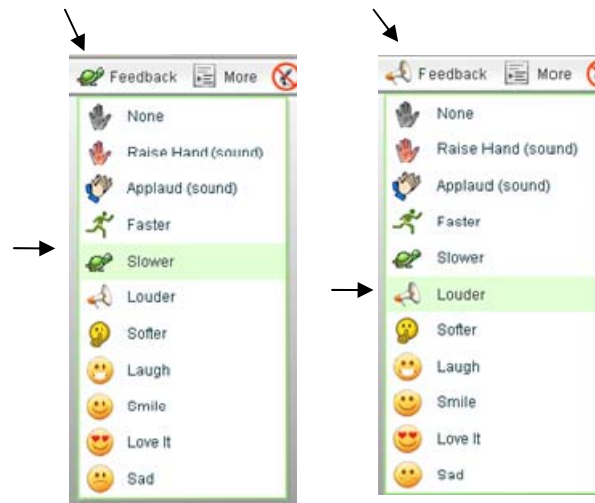 Feedback More
None
Raise Hand (sound)
Applaud (sound)
Faster
Slower
Louder
Softer
Laugh
Smile
Love It
Sad
Feedback More
None
Raise Hand (sound)
Applaud (sound)
Faster
Slower
Louder
Softer
Laugh
Smile
Love It
Sad